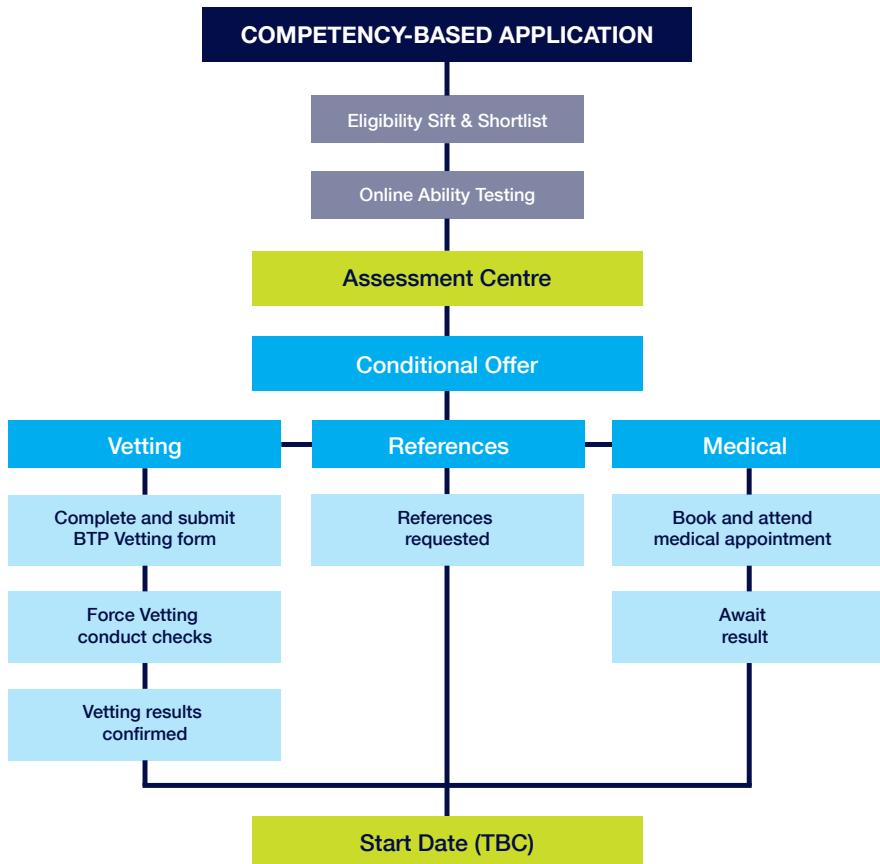 COMPETENCY-BASED APPLICATION
Eligibility Sift & Shortlist
Online Ability Testing
Assessment Centre
Conditional Offer
Vetting
References
Medical
Complete and submit
BTP Vetting form
References
requested
Book and attend
medical appointment
Force Vetting
conduct checks
Await
result
Vetting results
confirmed
Start Date (TBC)